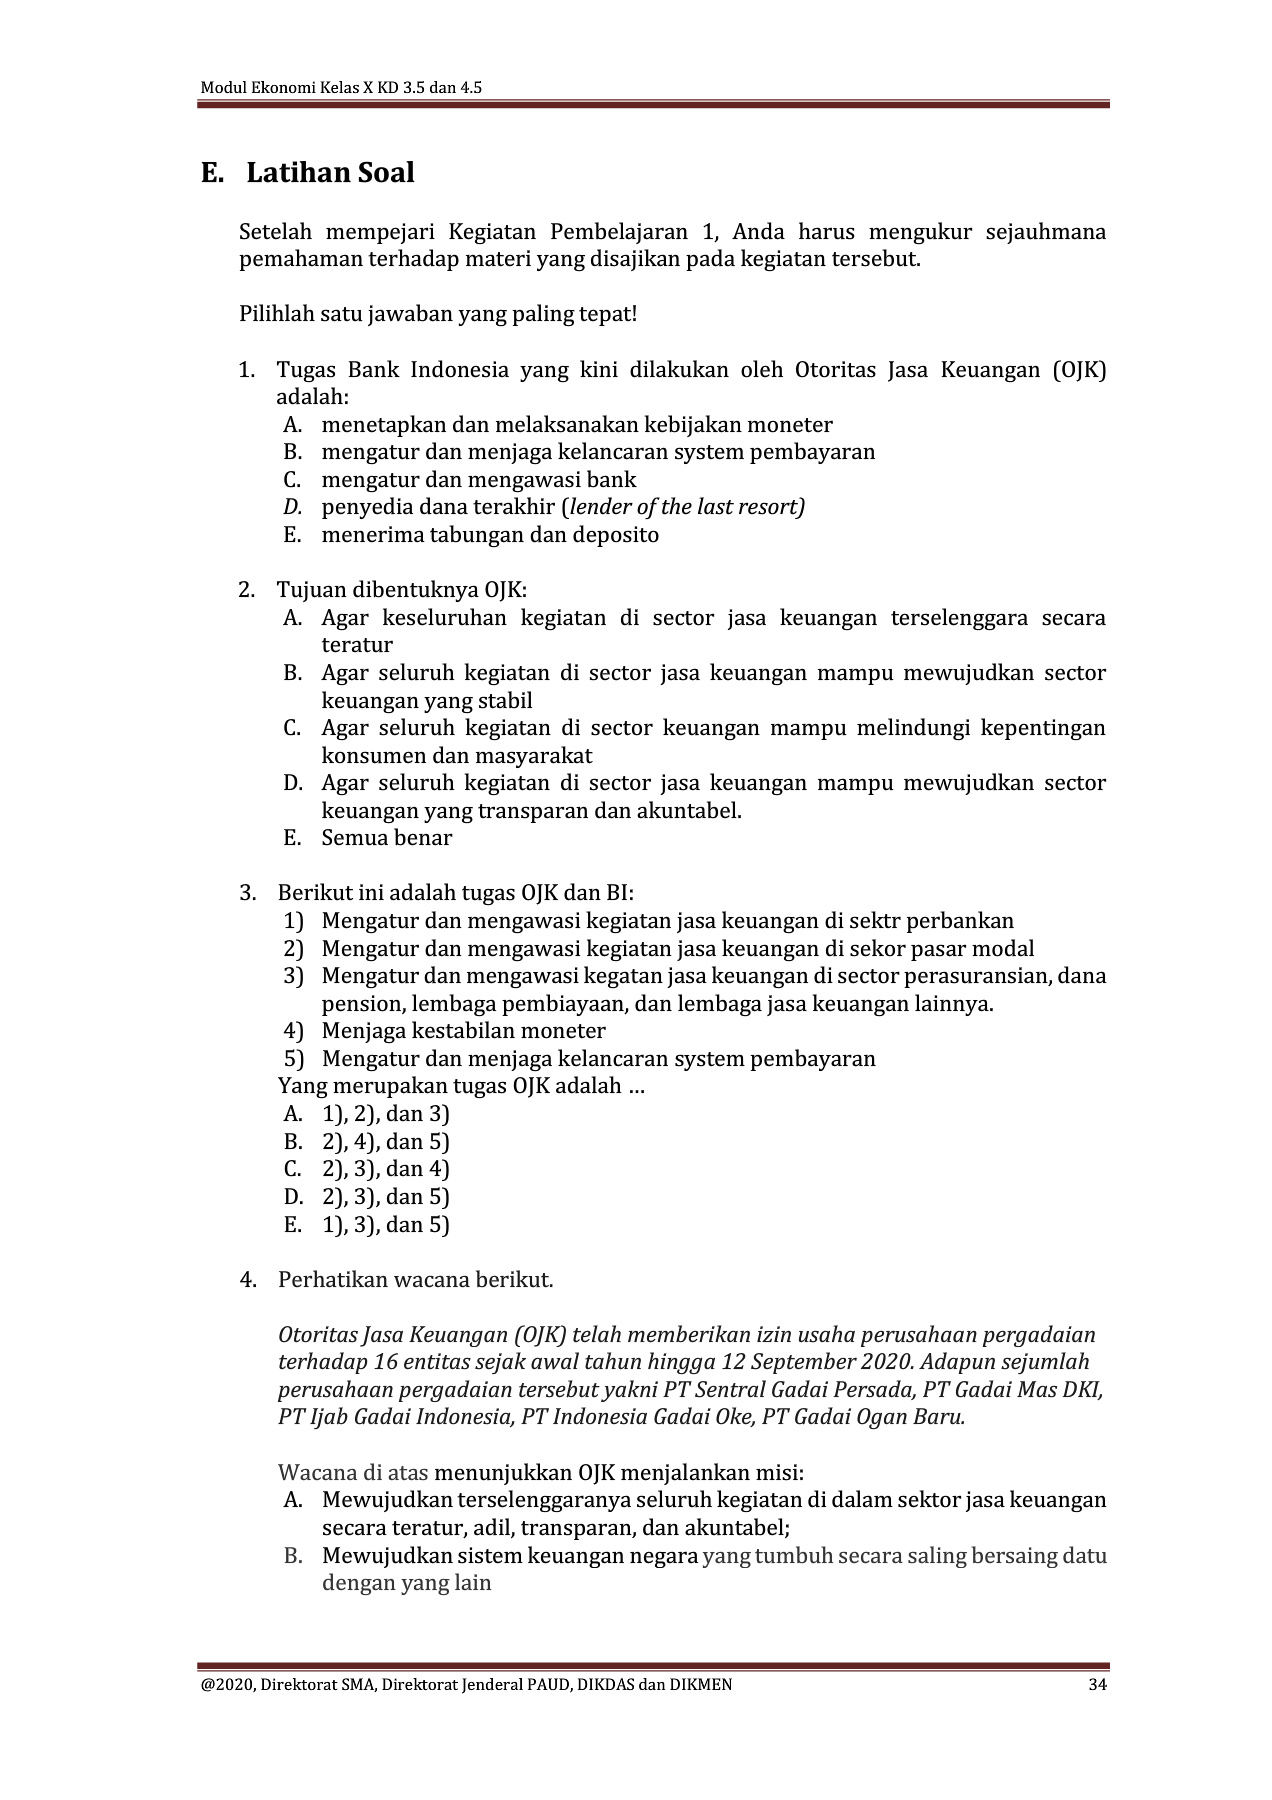 Modul Ekonomi Kelas X KD 3.5 dan 4.5
E. Latihan Soal
Setelah mempejari Kegiatan Pembelajaran 1, Anda harus mengukur sejauhmana
pemahaman terhadap materi yang disajikan pada kegiatan tersebut.
Pilihlah satu jawaban yang paling tepat!
1. Tugas Bank Indonesia yang kini dilakukan oleh Otoritas Jasa Keuangan (OJK)
adalah:
A. menetapkan dan melaksanakan kebijakan moneter
B. mengatur dan menjaga kelancaran system pembayaran
C. mengatur dan mengawasi bank
D. penyedia dana terakhir (lender of the last resort)
E. menerima tabungan dan deposito
2. Tujuan dibentuknya OJK:
A. Agar keseluruhan kegiatan di sector jasa keuangan terselenggara secara
teratur
B. Agar seluruh kegiatan di sector jasa keuangan mampu mewujudkan sector
keuangan yang stabil
C. Agar seluruh kegiatan di sector keuangan mampu melindungi kepentingan
konsumen dan masyarakat
D. Agar seluruh kegiatan di sector jasa keuangan mampu mewujudkan sector
keuangan yang transparan dan akuntabel.
E. Semua benar
3. Berikut ini adalah tugas OJK dan BI:
1) Mengatur dan mengawasi kegiatan jasa keuangan di sektr perbankan
2) Mengatur dan mengawasi kegiatan jasa keuangan di sekor pasar modal
3) Mengatur dan mengawasi kegatan jasa keuangan di sector perasuransian, dana
pension, lembaga pembiayaan, dan lembaga jasa keuangan lainnya.
4) Menjaga kestabilan moneter
5) Mengatur dan menjaga kelancaran system pembayaran
Yang merupakan tugas OJK adalah ...
A. 1), 2), dan 3)
B. 2), 4), dan 5)
C. 2), 3), dan 4)
D. 2), 3), dan 5)
E. 1), 3), dan 5)
4. Perhatikan wacana berikut.
Otoritas Jasa Keuangan (OJK) telah memberikan izin usaha perusahaan pergadaian
terhadap 16 entitas sejak awal tahun hingga 12 September 2020. Adapun sejumlah
perusahaan pergadaian tersebut yakni PT Sentral Gadai Persada, PT Gadai Mas DKI,
PT Ijab Gadai Indonesia, PT Indonesia Gadai Oke, PT Gadai Ogan Baru.
Wacana di atas menunjukkan OJK menjalankan misi:
A. Mewujudkan terselenggaranya seluruh kegiatan di dalam sektor jasa keuangan
secara teratur, adil, transparan, dan akuntabel;
B. Mewujudkan sistem keuangan negara yang tumbuh secara saling bersaing datu
dengan yang lain
@2020, Direktorat SMA, Direktorat Jenderal PAUD, DIKDAS dan DIKMEN 34